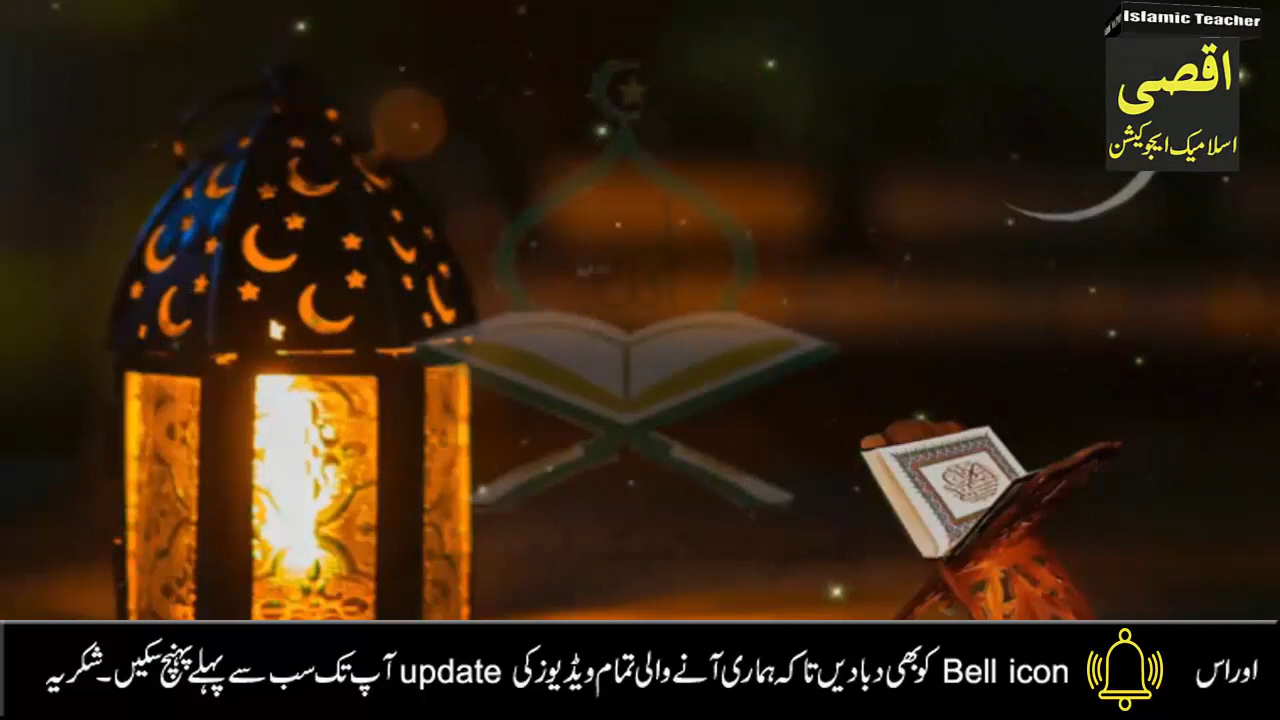 Islamic Teacher
اقصیٰ
اسلامیک ایجوکیشن
اور اس Bell icon کو بھی دبا دیں تا کہ ہماری آنے والی تمام ویڈیوز کی update آپ تک سب سے پہلے پہنچ سکیں۔ شکریہ